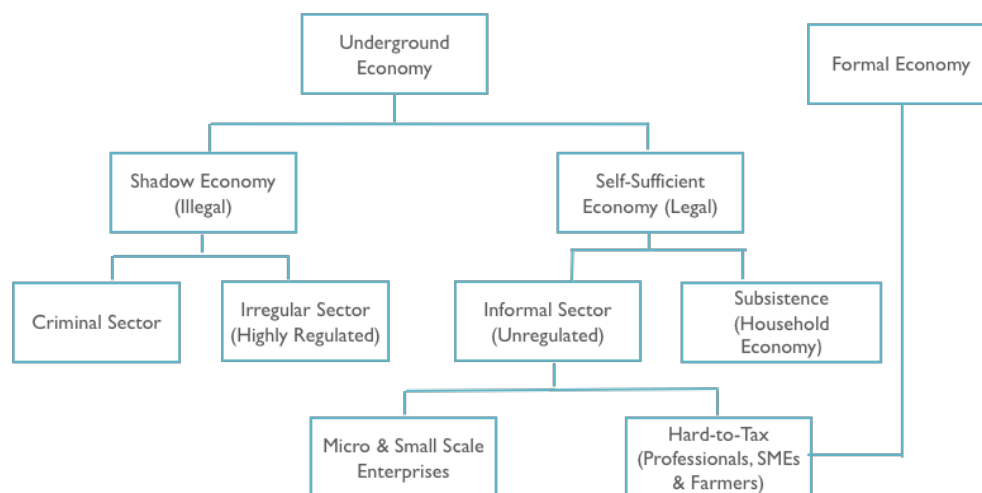 Underground
Economy
Formal Economy
Shadow Economy
(Illegal)
Self-Sufficient
Economy (Legal)
Criminal Sector
Irregular Sector
(Highly Regulated)
Informal Sector
(Unregulated)
Subsistence
(Household
Economy)
Micro & Small Scale
Enterprises
Hard-to-Tax
(Professionals, SMEs
& Farmers)